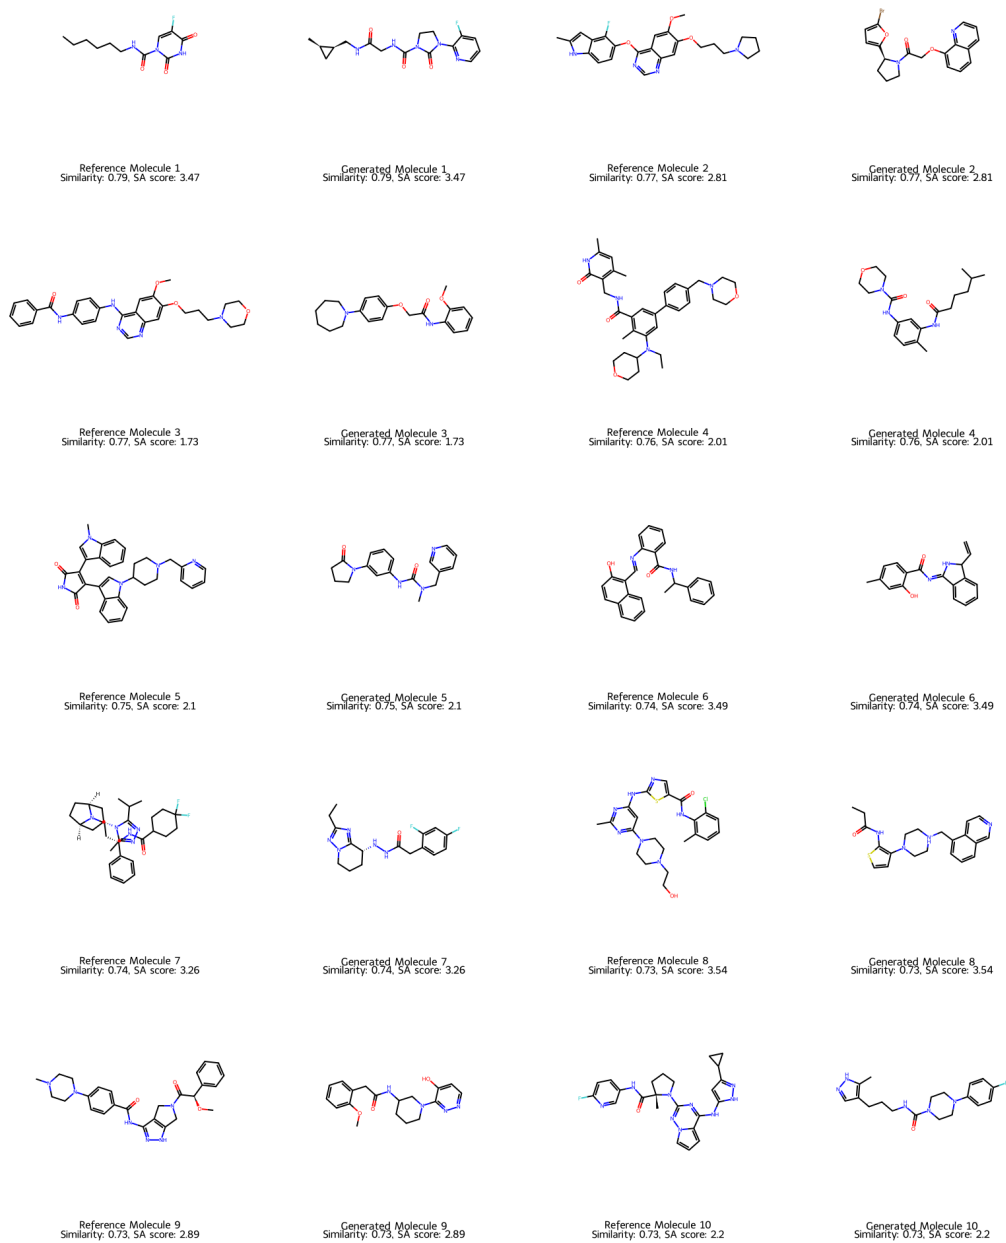 Reference Molecule 1
Similarity: 0.79, SA score: 3.47
Generated Molecule 1
Similarity: 0.79, SA score: 3.47
Reference Molecule 2
Similarity: 0.77, SA score: 2.81
Generated Molecule 2
Similarity: 0.77, SA score: 2.81
Reference Molecule 3
Similarity: 0.77, SA score: 1.73
Generated Molecule 3
Similarity: 0.77, SA score: 1.73
Reference Molecule 4
Similarity: 0.76, SA score: 2.01
Generated Molecule 4
Similarity: 0.76, SA score: 2.01
Reference Molecule 5
Similarity: 0.75, SA score: 2.1
Generated Molecule 5
Similarity: 0.75, SA score: 2.1
Reference Molecule 6
Similarity: 0.74, SA score: 3.49
Generated Molecule 6
Similarity: 0.74, SA score: 3.49
Reference Molecule 7
Similarity: 0.74, SA score: 3.26
Generated Molecule 7
Similarity: 0.74, SA score: 3.26
Reference Molecule 8
Similarity: 0.73, SA score: 3.54
Generated Molecule 8
Similarity: 0.73, SA score: 3.54
Reference Molecule 9
Similarity: 0.73, SA score: 2.89
Generated Molecule 9
Similarity: 0.73, SA score: 2.89
Reference Molecule 10
Similarity: 0.73, SA score: 2.2
Generated Molecule 10
Similarity: 0.73, SA score: 2.2